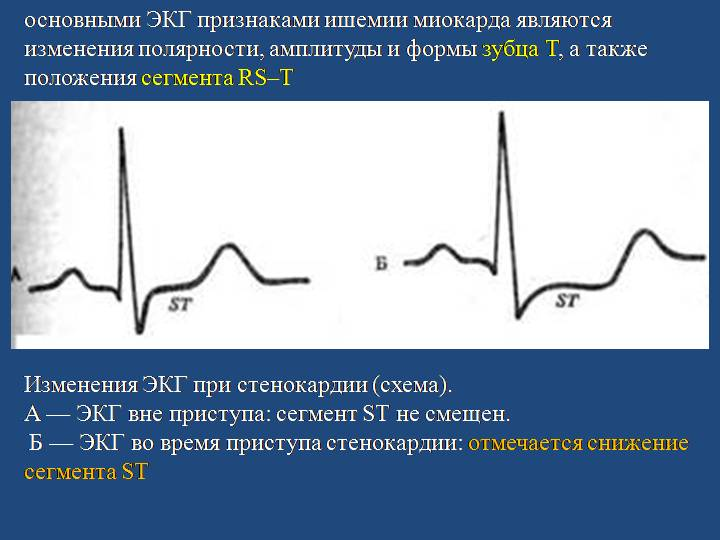 основными ЭКГ признаками ишемии миокарда являются
изменения полярности, амплитуды и формы зубца Т, а также
положения сегмента RS–T
А
ST
Б
ST
Изменения ЭКГ при стенокардии (схема).
А — ЭКГ вне приступа: сегмент ST не смещен.
Б — ЭКГ во время приступа стенокардии: отмечается снижение
сегмента ST